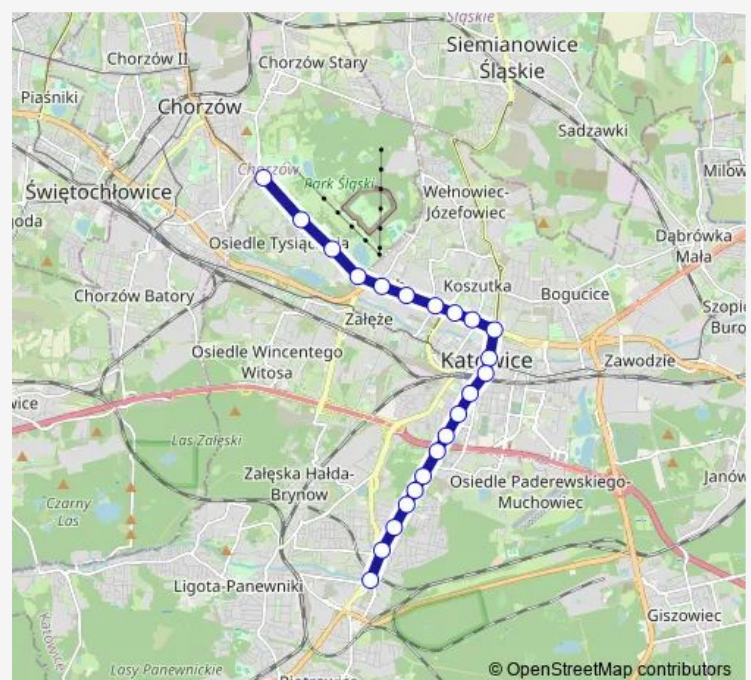 Śląskie
Siemianowice
Śląskie
Chorzów II
Chorzów Stary
Piaśniki
Chorzów
Sadzawki
Chorzów
Park Śląski
Milow
Świętochłowice
Wełnowiec-
Józefowiec
goda
Osiedle Tysiąclecia
Dąbrówka
Mała
Chorzów Batory
Koszutka
Bogucice
Szopie
Buro
Załęże
Osiedle Wincentego
Witosa
Katowice
Zawodzie
wice
Las Załęski
Załęska Hałda-
Brynów
Osiedle Paderewskiego-
Muchowiec
Janów
Czarny
Las
Ligota-Panewniki
Giszowiec
Katowice
Lasy Panewnickie
Piotrowice
© OpenStreetMap contributors